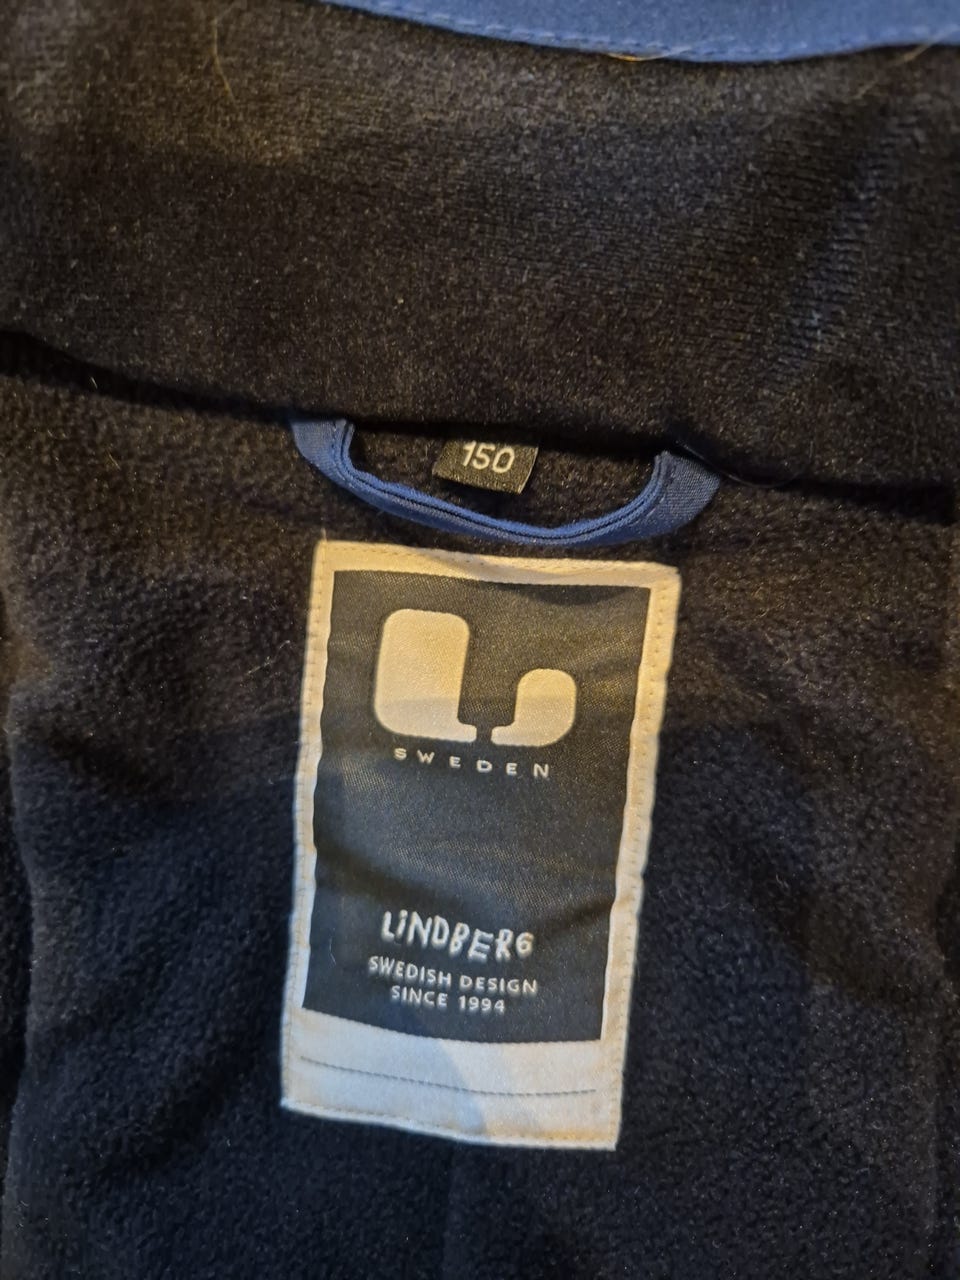 150
SWEDEN
LINDBERG
SWEDISH DESIGN
SINCE 1994